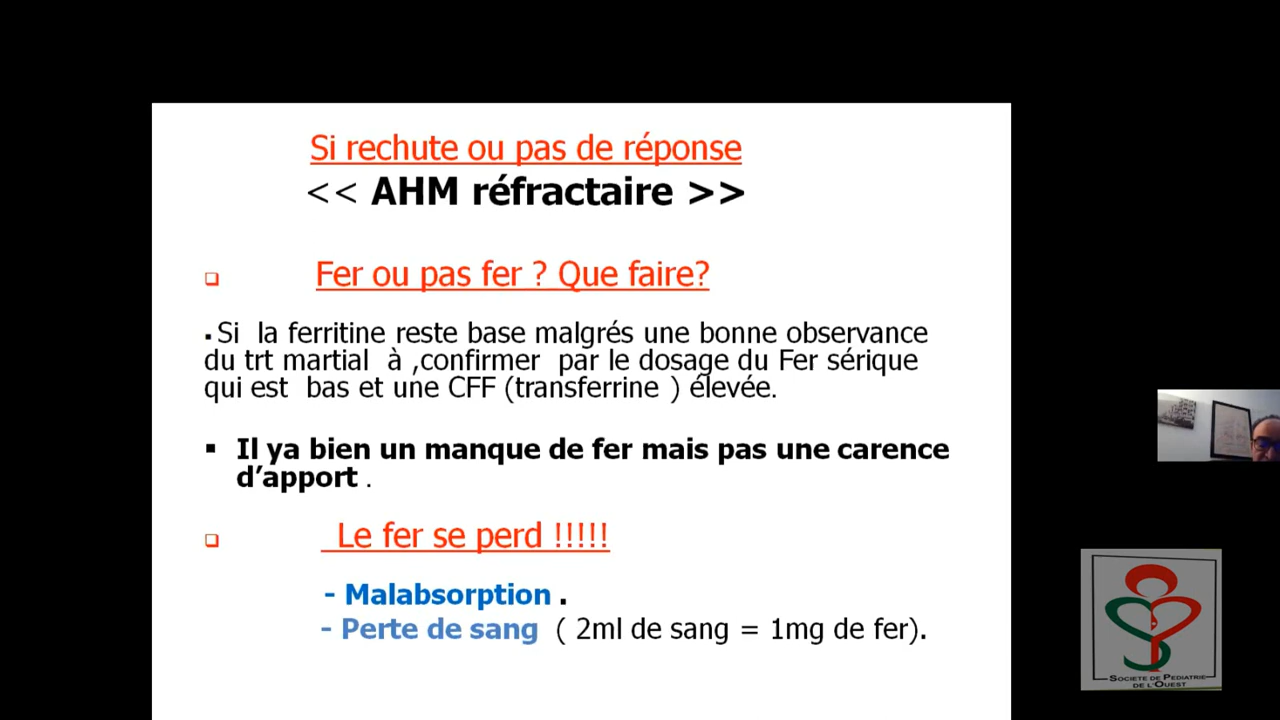 Si rechute ou pas de réponse
<< AHM réfractaire >>
Fer ou pas fer ? Que faire?
Si la ferritine reste base malgrés une bonne observance
du trt martial à ,confirmer par le dosage du Fer sérique
qui est bas et une CFF (transferrine ) élevée.
Il ya bien un manque de fer mais pas une carence
d’apport .
Le fer se perd !!!!!
- Malabsorption .
- Perte de sang ( 2ml de sang = 1mg de fer).
SOCIETE DE PEDIATRIE
DE L'OUEST